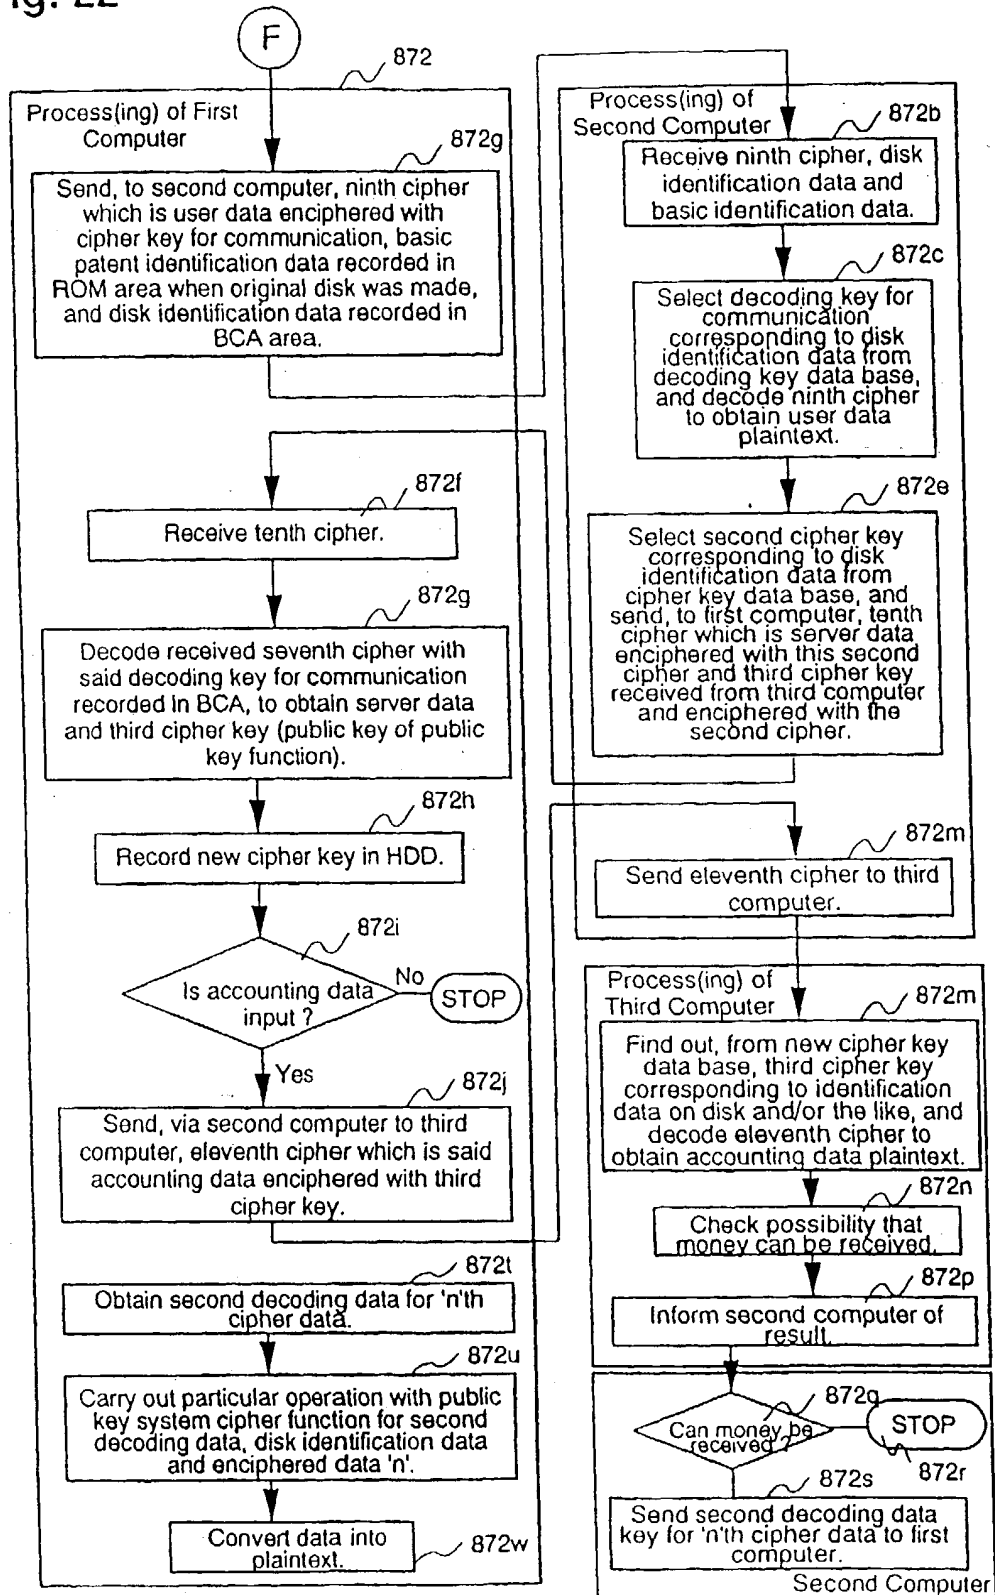 Fig. 22
F
872
Process(ing) of First
Computer
872g
Send, to second computer, ninth cipher
which is user data enciphered with
cipher key for communication, basic
patent identification data recorded in
ROM area when original disk was made,
and disk identification data recorded in
BCA area.
872f
Receive tenth cipher.
872g
Decode received seventh cipher with
said decoding key for communication
recorded in BCA, to obtain server data
and third cipher key (public key of public
key function).
872h
Record new cipher key in HDD.
872i
Is accounting data
input ?
No
STOP
Yes
872j
Send, via second computer to third
computer, eleventh cipher which is said
accounting data enciphered with third
cipher key.
872t
Obtain second decoding data for 'n'th
cipher data.
872u
Carry out particular operation with public
key system cipher function for second
decoding data, disk identification data
and enciphered data 'n'.
Convert data into
plaintext.
872w
Process(ing) of
Second Computer
872b
Receive ninth cipher, disk
identification data and
basic identification data.
872c
Select decoding key for
communication
corresponding to disk
identification data from
decoding key data base,
and decode ninth cipher
to obtain user data
plaintext.
872e
Select second cipher key
corresponding to disk
identification data from
cipher key data base, and
send, to first computer, tenth
cipher which is server data
enciphered with this second
cipher and third cipher key
received from third computer
and enciphered with the
second cipher.
872m
Send eleventh cipher to third
computer.
Process(ing) of
Third Computer
872m
Find out, from new cipher key
data base, third cipher key
corresponding to identification
data on disk and/or the like, and
decode eleventh cipher to
obtain accounting data plaintext.
872n
Check possibility that
money can be received.
872p
Inform second computer of
result.
872q
Can money be
received ?
STOP
872r
872s
Send second decoding data
key for 'n'th cipher data to first
computer.
Second Computer